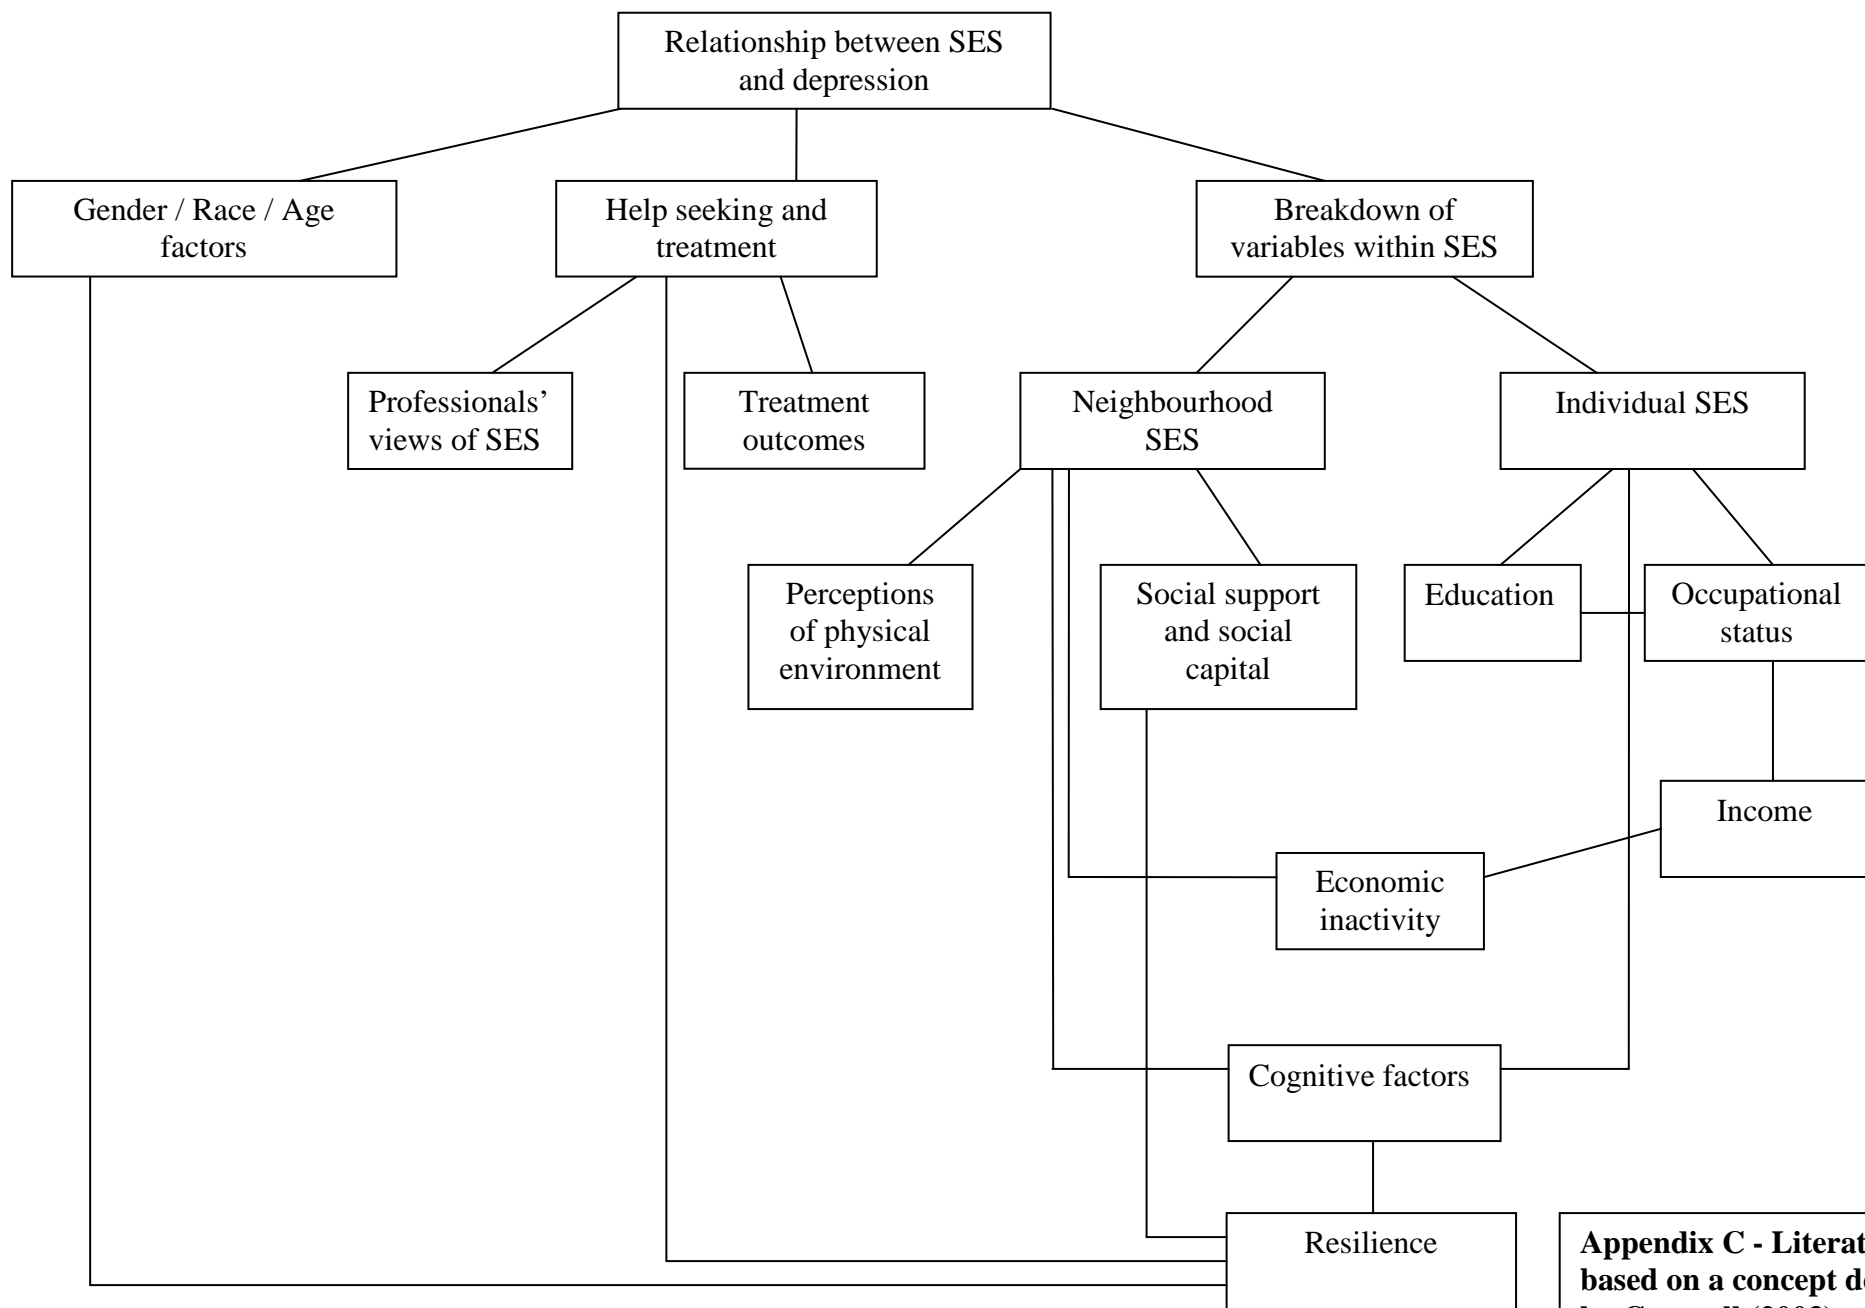 Relationship between SES
and depression
Gender / Race / Age
factors
Help seeking and
treatment
Breakdown of
variables within SES
Professionals’
views of SES
Treatment
outcomes
Neighbourhood
SES
Individual SES
Perceptions
of physical
environment
Social support
and social
capital
Education
Occupational
status
Income
Economic
inactivity
Cognitive factors
Resilience
Appendix C - Literat
based on a concept d